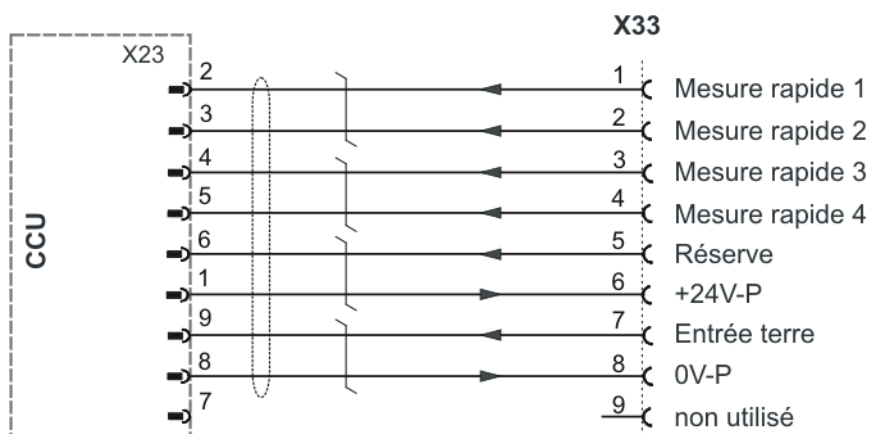 X33
X23
2 1 Mesure rapide 1
3 2 Mesure rapide 2
4 3 Mesure rapide 3
5 4 Mesure rapide 4
6 5 Réserve
1 6 +24V-P
9 7 Entrée terre
8 8 0V-P
7 9 non utilisé
CCU